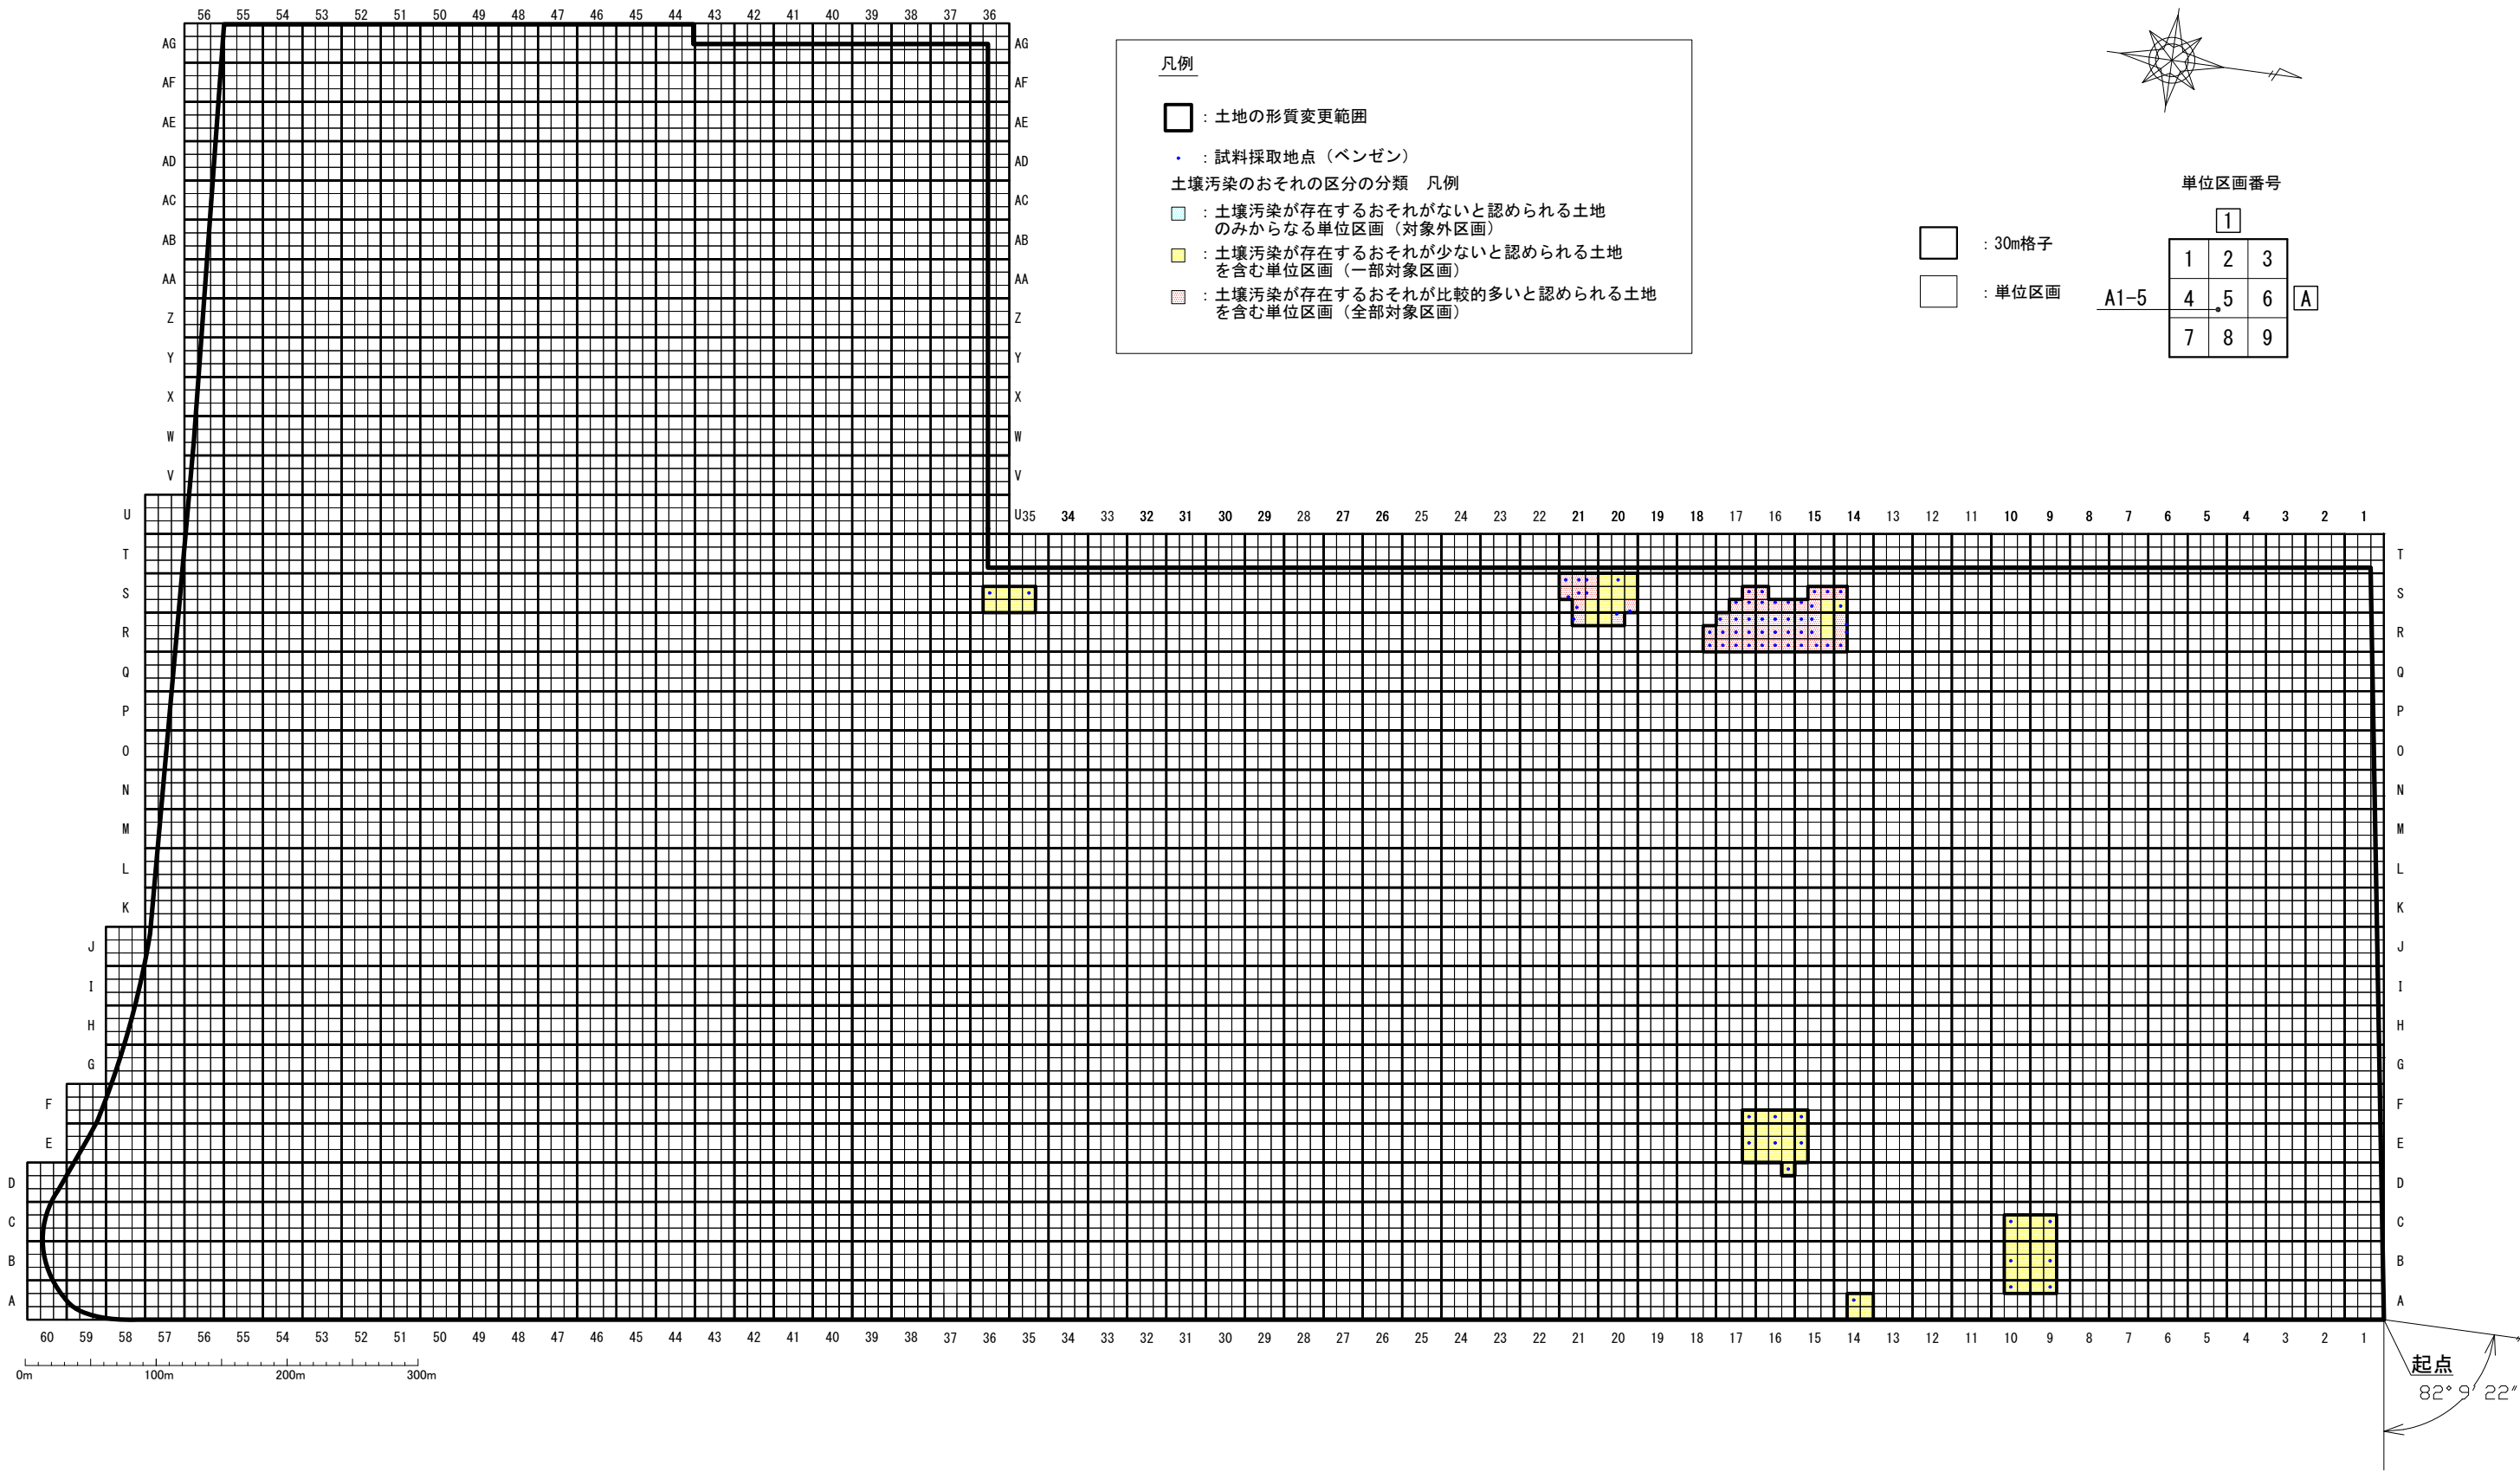 56 55 54 53 52 51 50 49 48 47 46 45 44 43 42 41 40 39 38 37 36
AG AG
AF AF
AE AE
AD AD
AC AC
AB AB
AA AA
Z Z
Y Y
X X
W W
V V
U U
35 34 33 32 31 30 29 28 27 26 25 24 23 22 21 20 19 18 17 16 15 14 13 12 11 10 9 8 7 6 5 4 3 2 1
T T
S S
R R
Q Q
P P
O O
N N
M M
L L
K K
J J
I I
H H
G G
F F
E E
D D
C C
B B
A A
60 59 58 57 56 55 54 53 52 51 50 49 48 47 46 45 44 43 42 41 40 39 38 37 36 35 34 33 32 31 30 29 28 27 26 25 24 23 22 21 20 19 18 17 16 15 14 13 12 11 10 9 8 7 6 5 4 3 2 1
0m 100m 200m 300m
凡例
：土地の形質変更範囲
：試料採取地点（ベンゼン）
土壌汚染のおそれの区分の分類　凡例
：土壌汚染が存在するおそれがないと認められる土地
のみからなる単位区画（対象外区画）
：土壌汚染が存在するおそれが少ないと認められる土地
を含む単位区画（一部対象区画）
：土壌汚染が存在するおそれが比較的多いと認められる土地
を含む単位区画（全部対象区画）
：30m格子
：単位区画
単位区画番号
1
1 2 3
A1-5 4 5 6 A
7 8 9
起点
82°9′22″